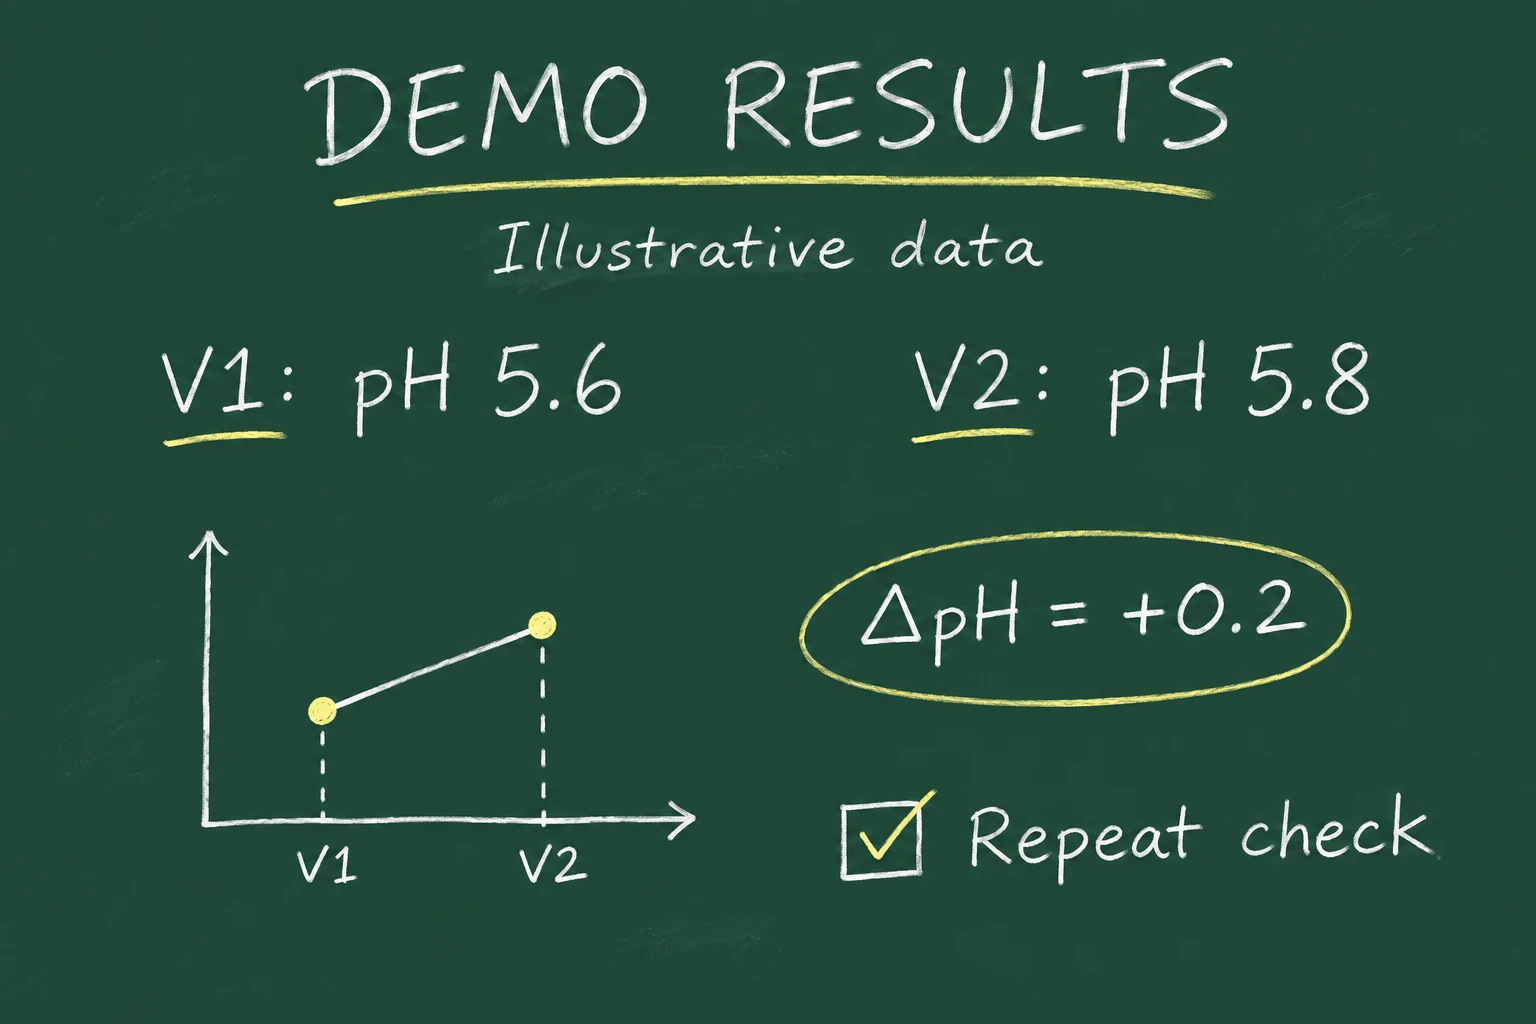 DEMO RESULTS
Illustrative data
V1: pH 5.6
V2: pH 5.8
ΔpH = +0.2
V1
V2
Repeat check